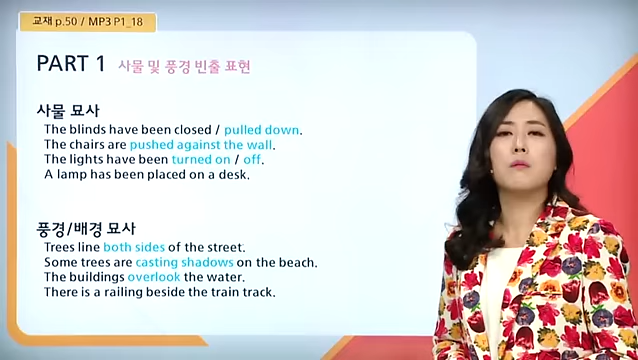 교재 p.50 / MP3 P1_18
PART 1 사물 및 풍경 빈출 표현
사물 묘사
The blinds have been closed / pulled down.
The chairs are pushed against the wall.
The lights have been turned on / off.
A lamp has been placed on a desk.
풍경/배경 묘사
Trees line both sides of the street.
Some trees are casting shadows on the beach.
The buildings overlook the water.
There is a railing beside the train track.